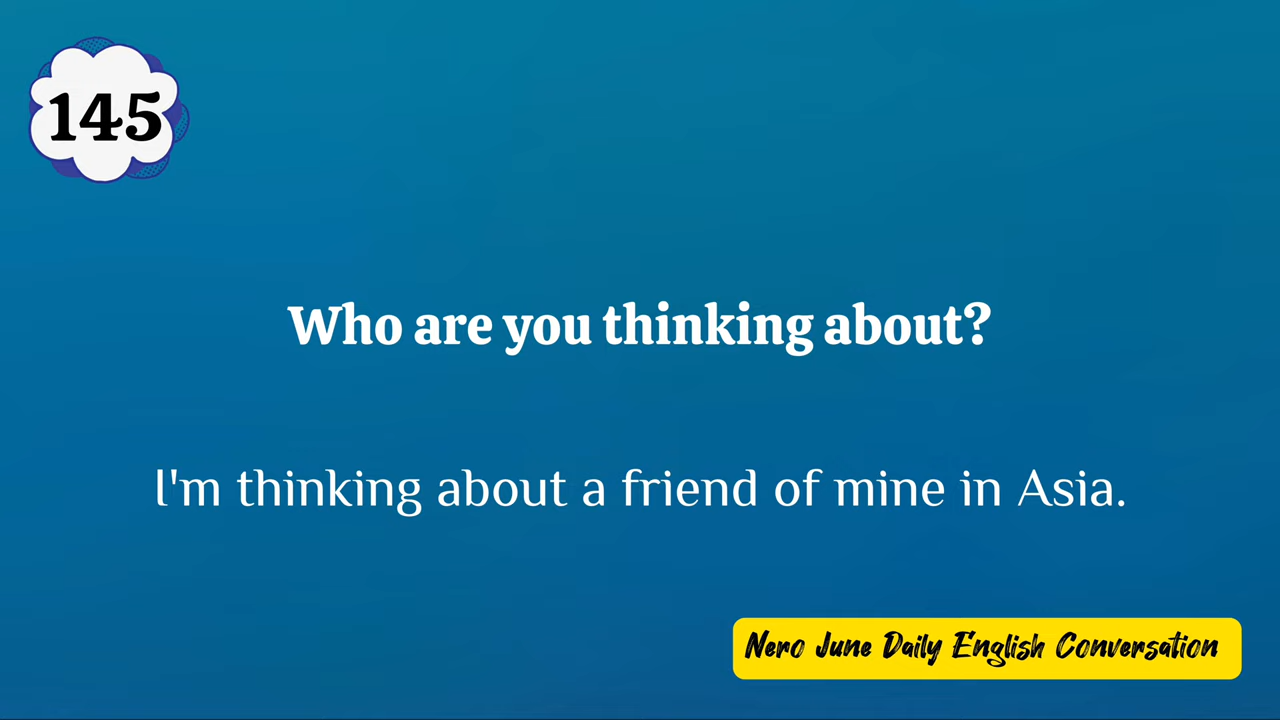 145
Who are you thinking about?
I'm thinking about a friend of mine in Asia.
Nero June Daily English Conversation